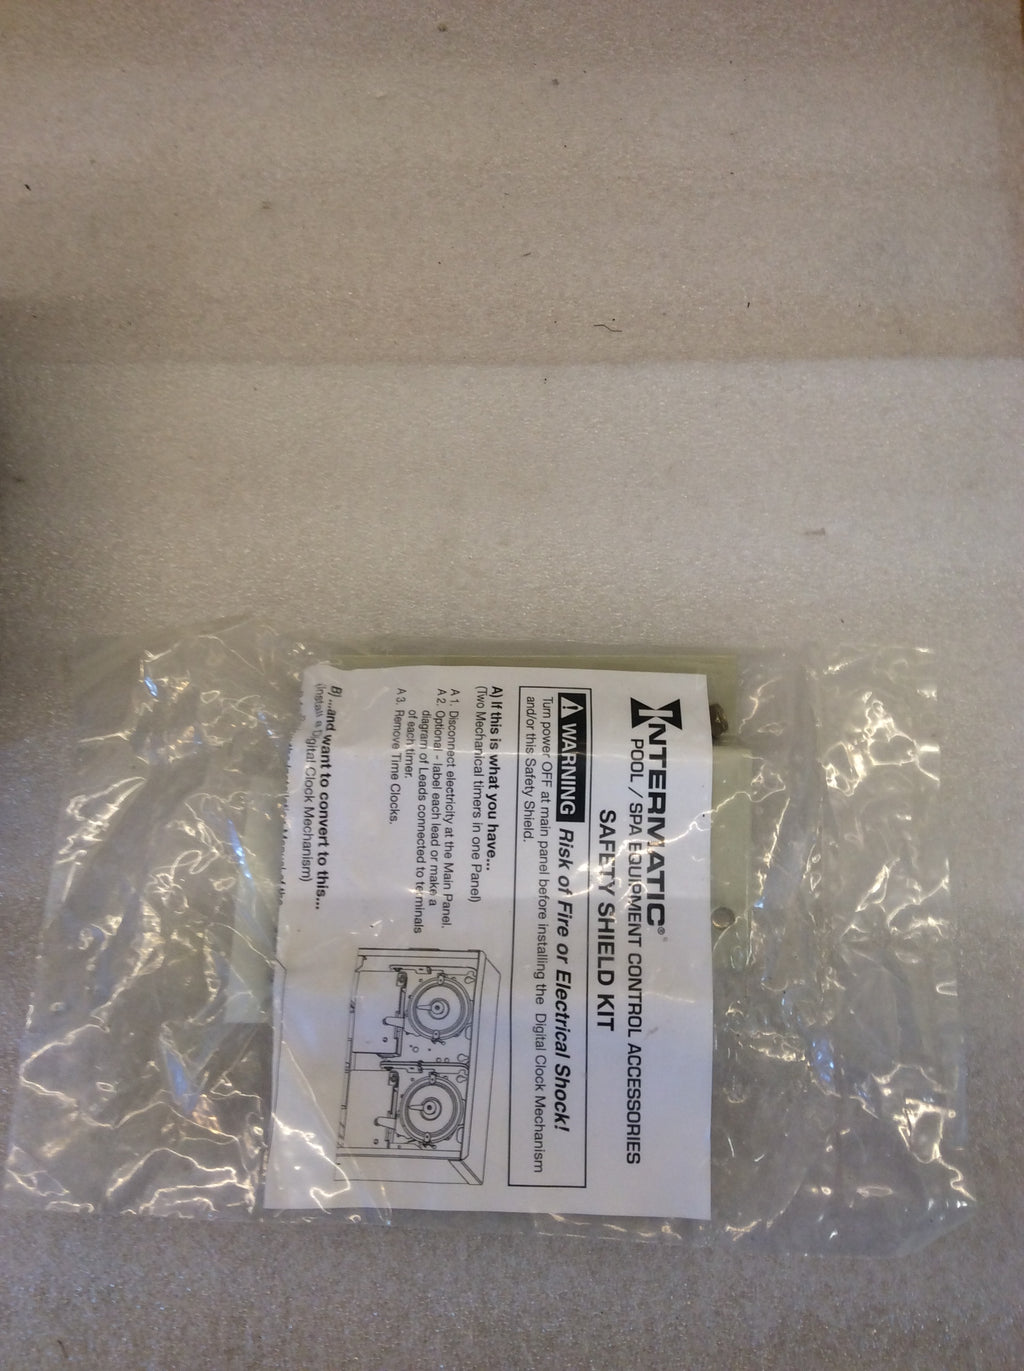 INTERMATIC®
POOL / SPA EQUIPMENT CONTROL ACCESSORIES
SAFETY SHIELD KIT
WARNING Risk of Fire or Electrical Shock!
Turn power OFF at main panel before installing the Digital Clock Mechanism
and/or this Safety Shield.
A) If this is what you have...
(Two Mechanical timers in one Panel)
A 1. Disconnect electricity at the Main Panel.
A 2. Optional - label each lead or make a
diagram of Leads connected to terminals
of each timer.
A 3. Remove Time Clocks.
B) ...and want to convert to this...
(install a Digital Clock Mechanism)